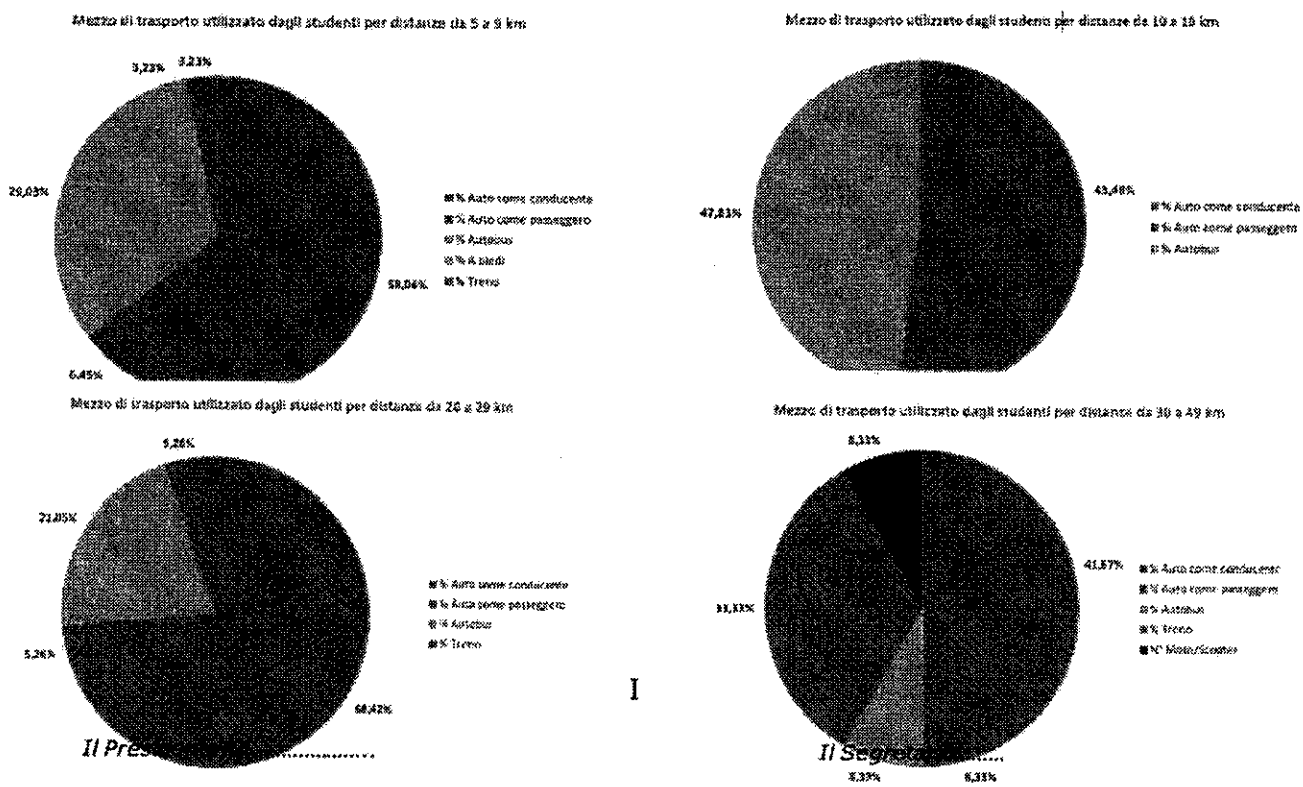 Mezzo di trasporto utilizzato dagli studenti per distanze da 5 a 9 km
3,23% 3,23%
29,03%
% Auto come conducente
% Auto come passeggero
% Autobus
% A piedi
% Treno
58,06%
6,45%
Mezzo di trasporto utilizzato dagli studenti per distanze da 10 a 19 km
47,83%
43,48%
% Auto come conducente
% Auto come passeggero
% Autobus
Mezzo di trasporto utilizzato dagli studenti per distanze da 20 a 29 km
5,26%
21,05%
% Auto come conducente
% Auto come passeggero
% Autobus
% Treno
5,26%
68,42%
Mezzo di trasporto utilizzato dagli studenti per distanze da 30 a 49 km
8,33%
41,67%
% Auto come conducente
% Auto come passeggero
% Autobus
% Treno
Moto/Scooter
33,33%
8,33%
8,33%
I
Il Pres
Il Segreta